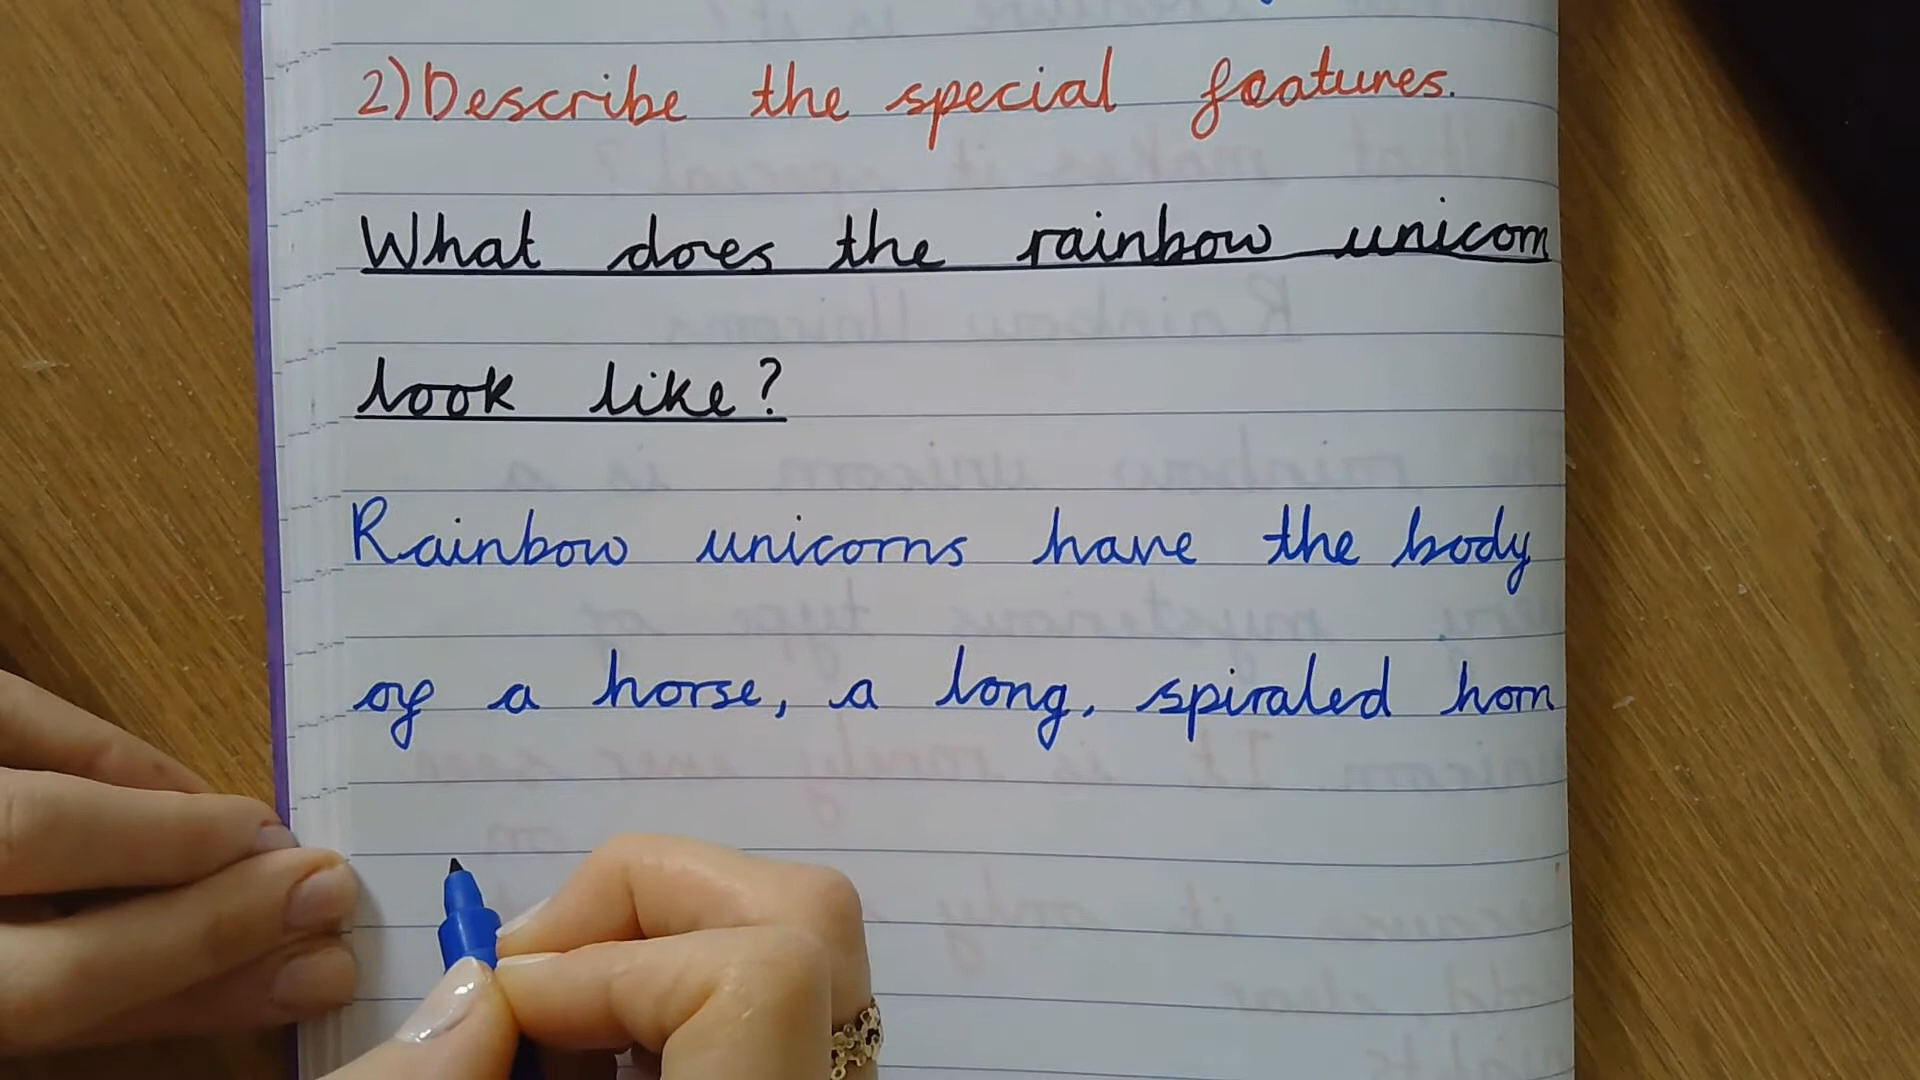 2) Describe the special features.
What does the rainbow unicorn
look like?
Rainbow unicorns have the body
of a horse, a long, spiraled horn